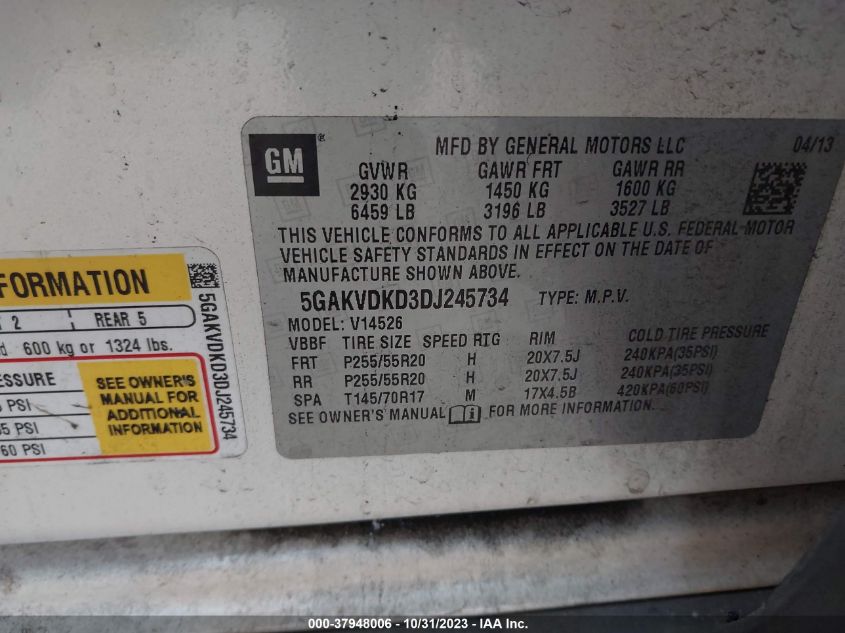 GM
®
MFD BY GENERAL MOTORS LLC 04/13
GVWR GAWR FRT GAWR RR
2930 KG 1450 KG 1600 KG
6459 LB 3196 LB 3527 LB
THIS VEHICLE CONFORMS TO ALL APPLICABLE U.S. FEDERAL MOTOR
VEHICLE SAFETY STANDARDS IN EFFECT ON THE DATE OF
MANUFACTURE SHOWN ABOVE.
5GAKVDKD3DJ245734 TYPE: M.P.V.
MODEL: V14526
VBBF TIRE SIZE SPEED RTG RIM COLD TIRE PRESSURE
FRT P255/55R20 H 20X7.5J 240KPA(35PSI)
RR P255/55R20 H 20X7.5J 240KPA(35PSI)
SPA T145/70R17 M 17X4.5B 420KPA(60PSI)
SEE OWNER'S MANUAL FOR MORE INFORMATION.
FORMATION
2 REAR 5
600 kg or 1324 lbs.
ESSURE
PSI
35 PSI
60 PSI
SEE OWNER'S
MANUAL FOR
ADDITIONAL
INFORMATION
5GAKVDKD3DJ245734
000-37948006 - 10/31/2023 - IAA Inc.